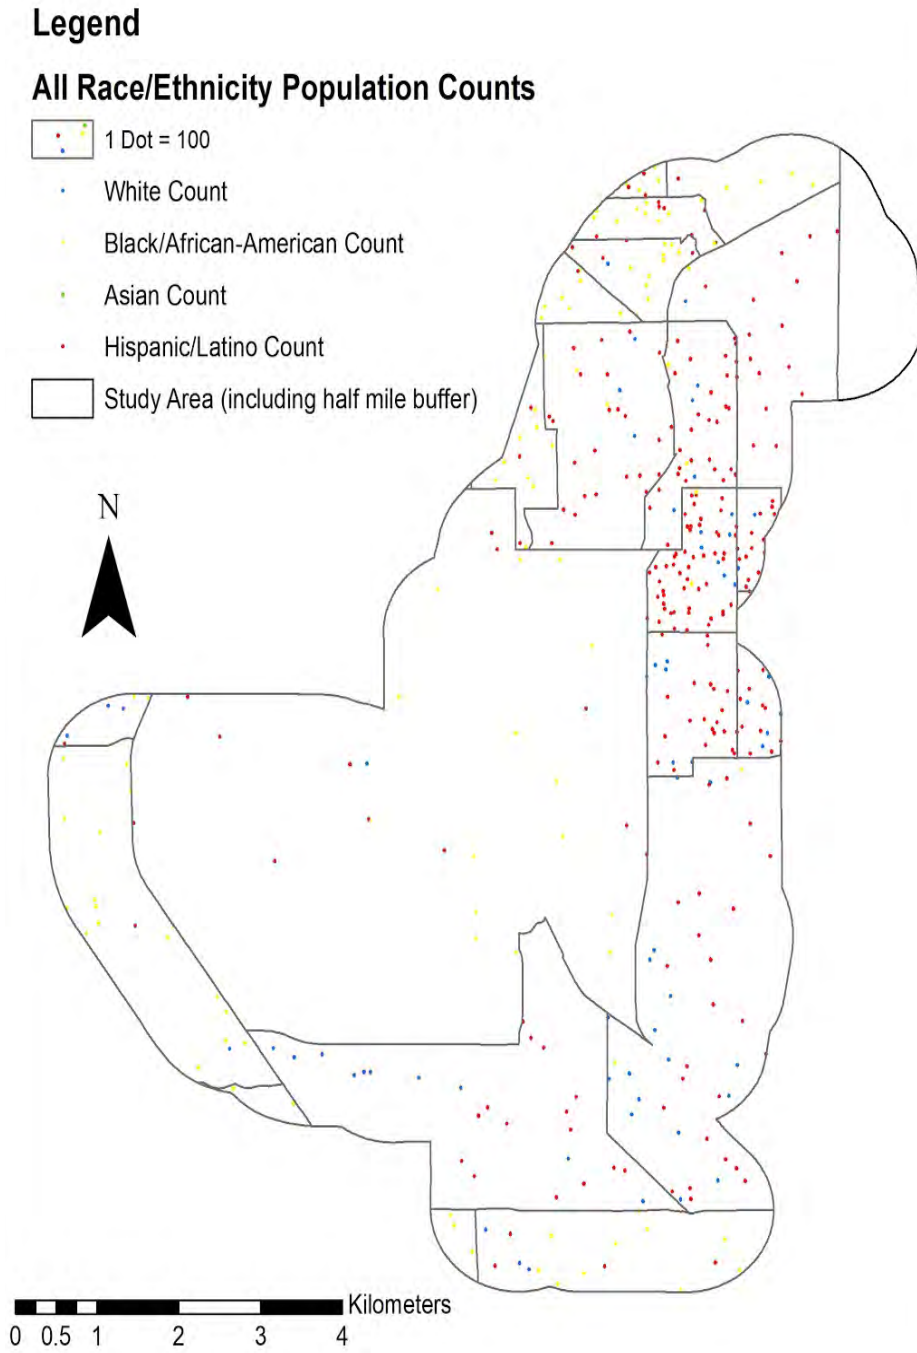 Legend
All Race/Ethnicity Population Counts
1 Dot = 100
White Count
Black/African-American Count
Asian Count
Hispanic/Latino Count
Study Area (including half mile buffer)
N
Kilometers
0 0.5 1 2 3 4